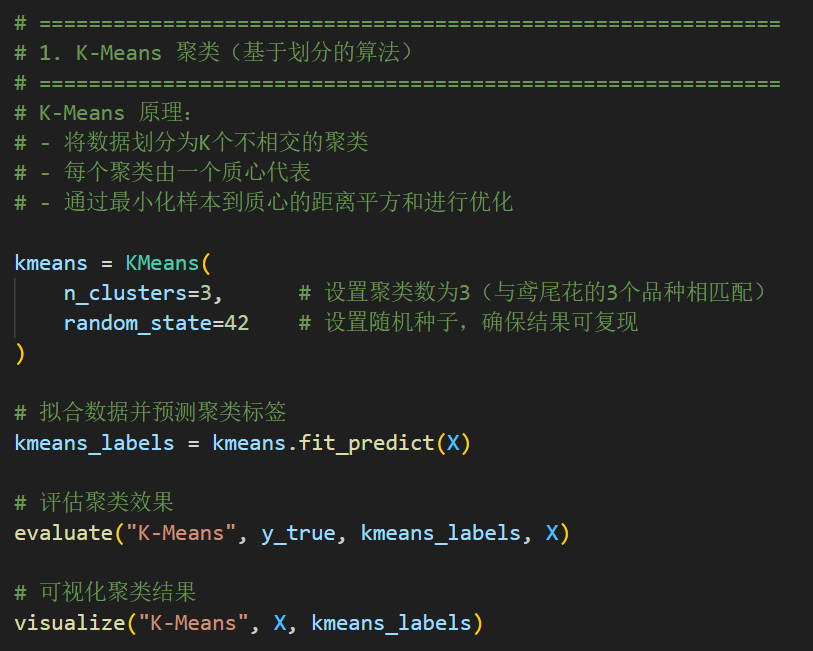 # ============================================================
# 1. K-Means 聚类（基于划分的算法）
# ============================================================
# K-Means 原理：
# - 将数据划分为K个不相交的聚类
# - 每个聚类由一个质心代表
# - 通过最小化样本到质心的距离平方和进行优化
kmeans = KMeans(
    n_clusters=3,      # 设置聚类数为3（与鸢尾花的3个品种相匹配）
    random_state=42    # 设置随机种子，确保结果可复现
)
# 拟合数据并预测聚类标签
kmeans_labels = kmeans.fit_predict(X)
# 评估聚类效果
evaluate("K-Means", y_true, kmeans_labels, X)
# 可视化聚类结果
visualize("K-Means", X, kmeans_labels)